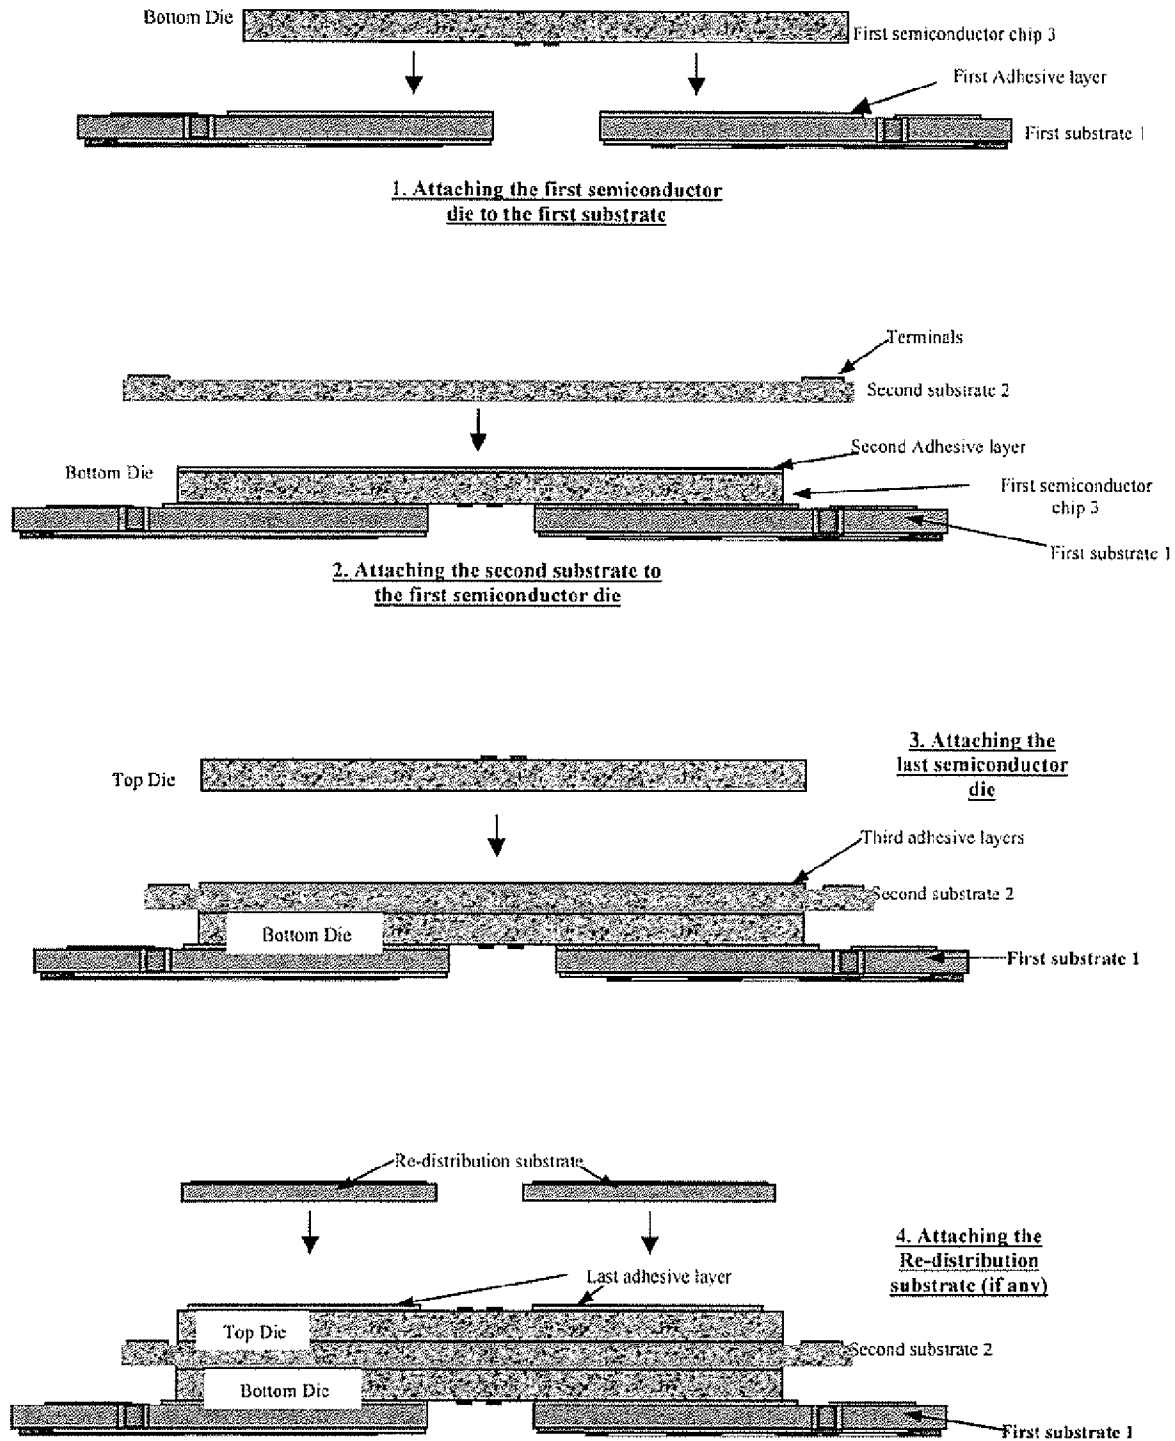 Bottom Die
First semiconductor chip 3
First Adhesive layer
First substrate 1
1. Attaching the first semiconductor
die to the first substrate
Terminals
Second substrate 2
Second Adhesive layer
Bottom Die
First semiconductor
chip 3
First substrate 1
2. Attaching the second substrate to
the first semiconductor die
3. Attaching the
last semiconductor
die
Top Die
Third adhesive layers
Second substrate 2
Bottom Die
First substrate 1
Re-distribution substrate
4. Attaching the
Re-distribution
substrate (if any)
Last adhesive layer
Top Die
Second substrate 2
Bottom Die
First substrate 1